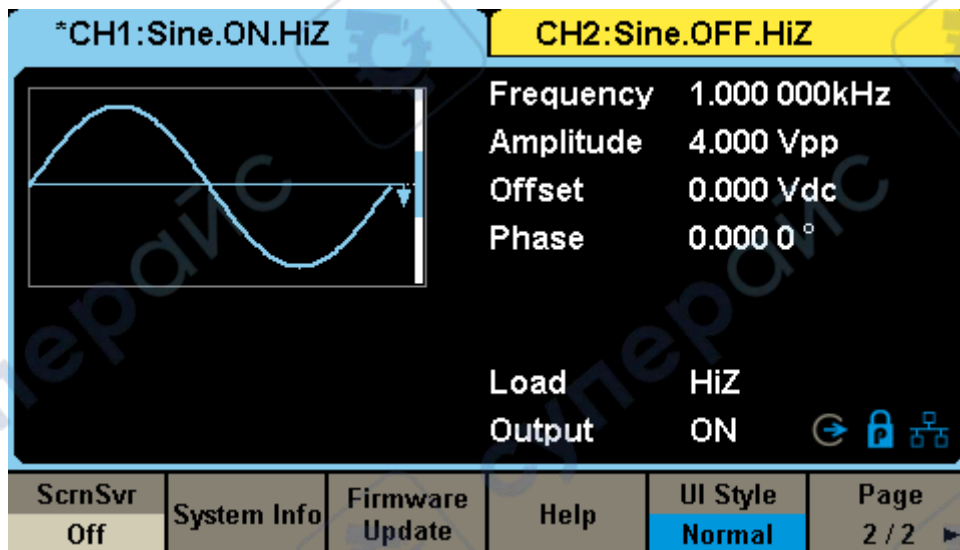 *CH1:Sine.ON.HiZ
CH2:Sine.OFF.HiZ
Frequency 1.000 000kHz
Amplitude 4.000 Vpp
Offset 0.000 Vdc
Phase 0.000 0 °
Load HiZ
Output ON
P
ScrnSvr
Off
System Info
Firmware
Update
Help
UI Style
Normal
Page
2 / 2
суперайс
суперайс